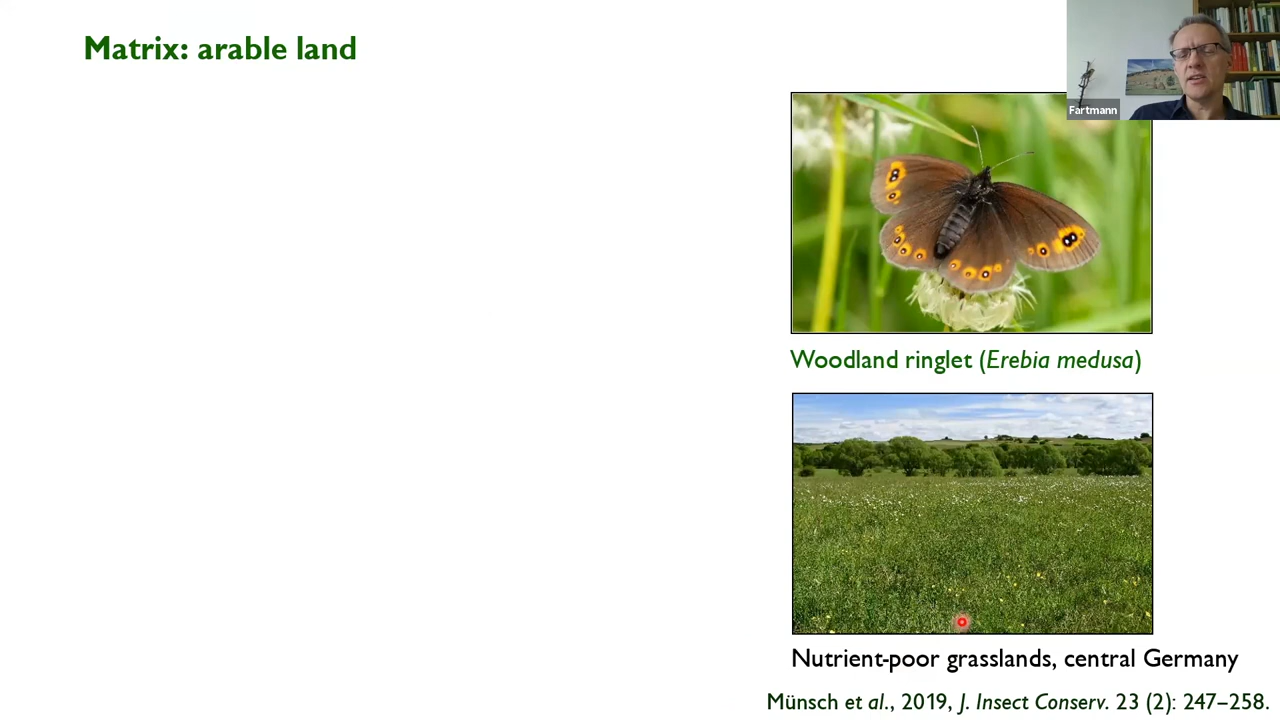 Matrix: arable land
Fartmann
Woodland ringlet (Erebia medusa)
Nutrient-poor grasslands, central Germany
Münsch et al., 2019, J. Insect Conserv. 23 (2): 247–258.